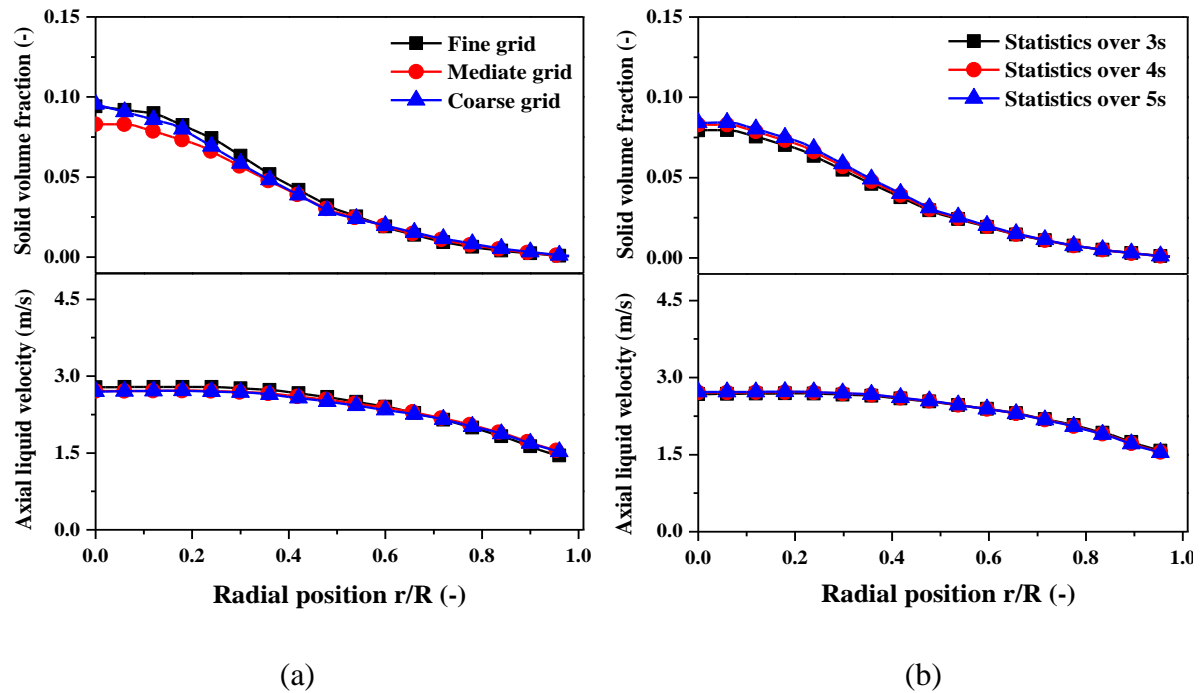 Solid volume fraction (-)
0.15
0.10
0.05
0.00
Fine grid
Mediate grid
Coarse grid
Axial liquid velocity (m/s)
4.5
3.0
1.5
0.0
0.0 0.2 0.4 0.6 0.8 1.0
Radial position r/R (-)
(a)
Solid volume fraction (-)
0.15
0.10
0.05
0.00
Statistics over 3s
Statistics over 4s
Statistics over 5s
Axial liquid velocity (m/s)
4.5
3.0
1.5
0.0
0.0 0.2 0.4 0.6 0.8 1.0
Radial position r/R (-)
(b)